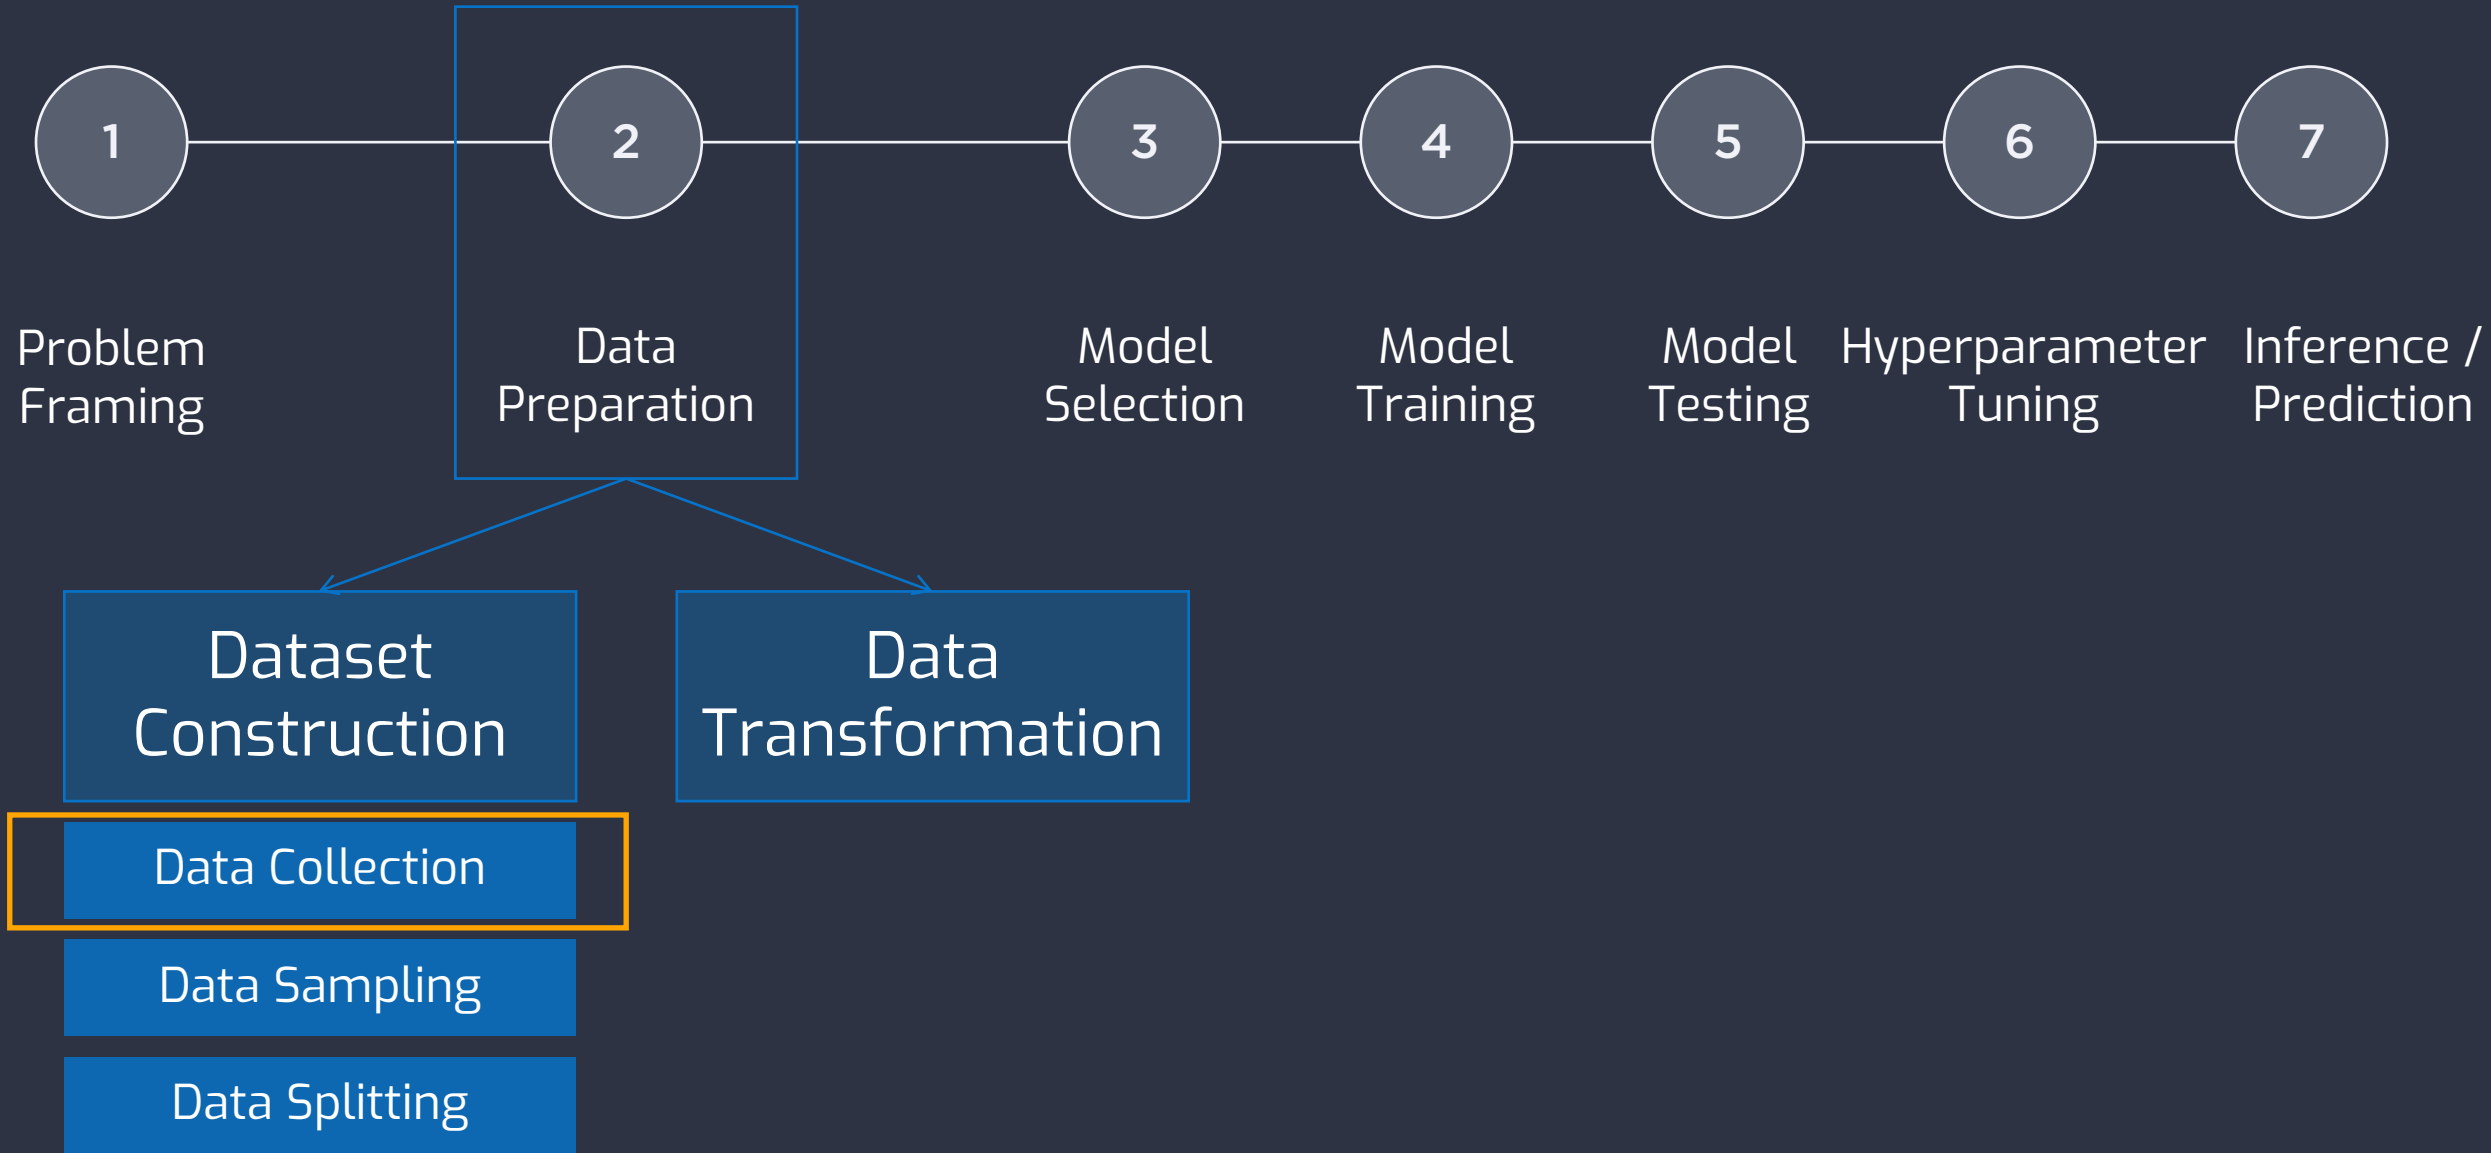 1
2
3
4
5
6
7
Problem
Framing
Data
Preparation
Model
Selection
Model
Training
Model
Testing
Hyperparameter
Tuning
Inference /
Prediction
Dataset
Construction
Data
Transformation
Data Collection
Data Sampling
Data Splitting